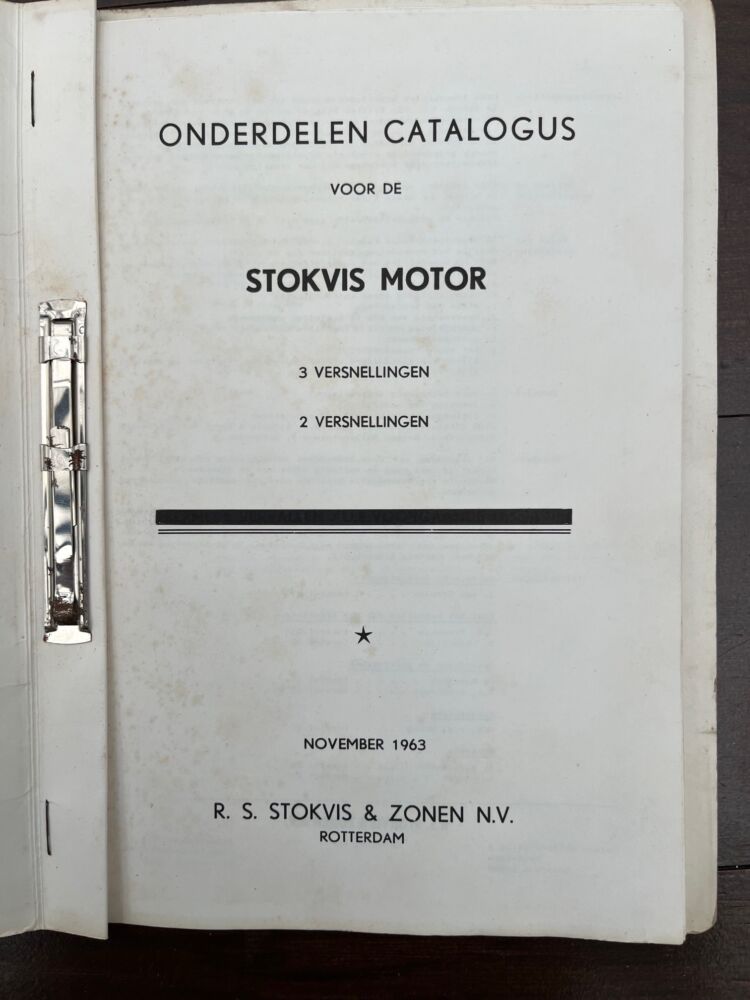 ONDERDELEN CATALOGUS
VOOR DE
STOKVIS MOTOR
3 VERSNELLINGEN
2 VERSNELLINGEN
NOVEMBER 1963
R. S. STOKVIS & ZONEN N.V.
ROTTERDAM